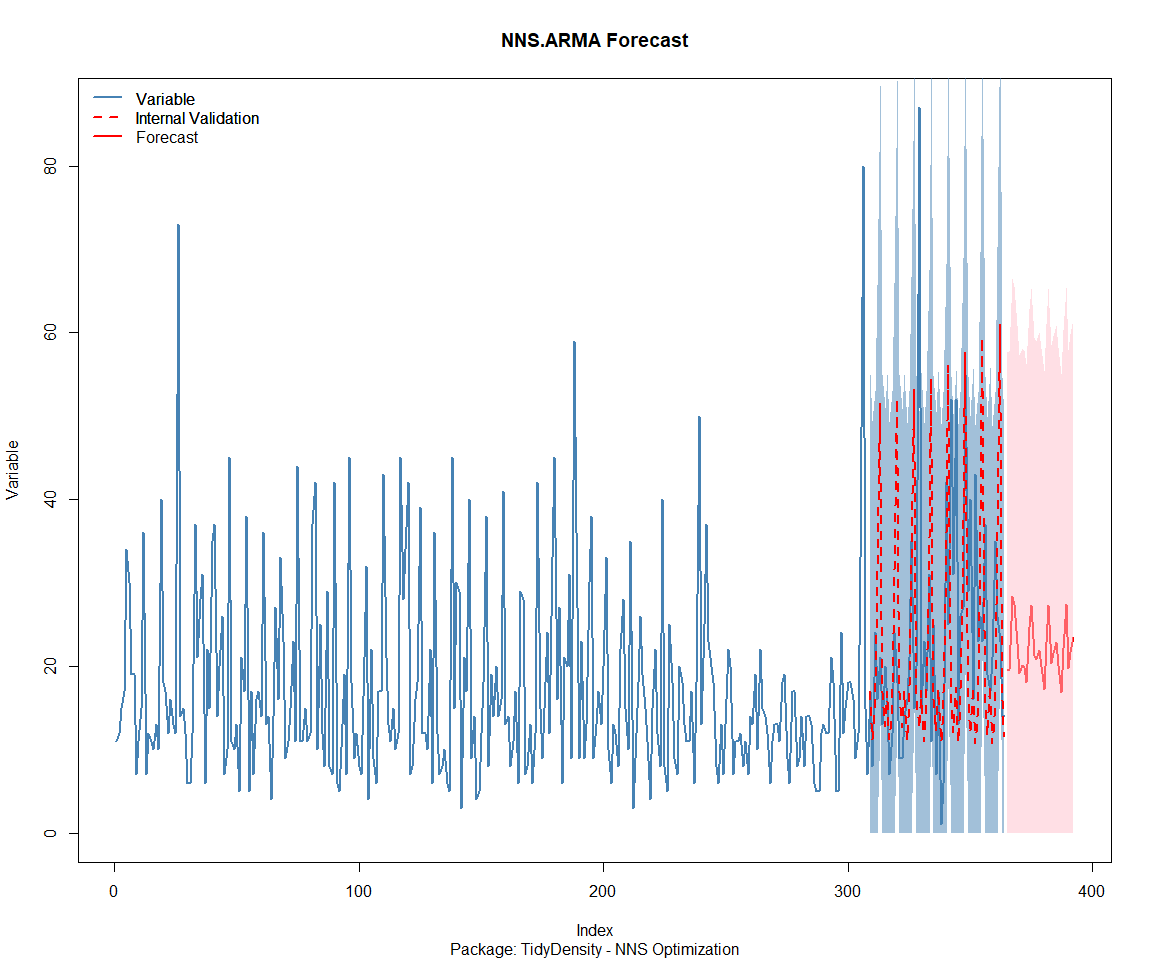 NNS.ARMA Forecast
Variable
Internal Validation
Forecast
Variable
80
60
40
20
0
0 100 200 300 400
Index
Package: TidyDensity - NNS Optimization